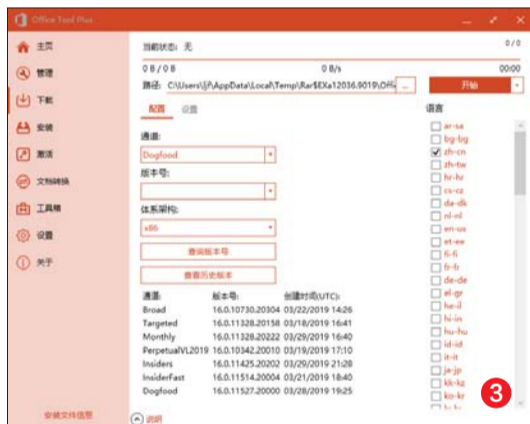 Office Tool Plus
主页
管理
下载
安装
激活
文档转换
工具箱
设置
关于
安装文件信息
当前状态: 无
0/0
0 B / 0 B
0 B/s
00:00
路径: C:\Users\ljf\AppData\Local\Temp\Rar$EXa12036.9019\Offi
...
开始
配置
设置
通道:
Dogfood
版本号:
体系架构:
x86
查询版本号
查看历史版本
通道: 版本号: 创建时间(UTC):
Broad 16.0.10730.20304 03/22/2019 14:26
Targeted 16.0.11328.20158 03/18/2019 16:41
Monthly 16.0.11328.20222 03/29/2019 16:40
PerpetualVL2019 16.0.10342.20010 03/19/2019 17:10
Insiders 16.0.11425.20202 03/29/2019 21:28
InsiderFast 16.0.11514.20004 03/21/2019 18:40
Dogfood 16.0.11527.20000 03/28/2019 19:25
说明
语言
ar-sa
bg-bg
zh-cn
zh-tw
hr-hr
cs-cz
da-dk
nl-nl
en-us
et-ee
fi-fi
fr-fr
de-de
el-gr
he-il
hi-in
hu-hu
id-id
it-it
ja-jp
kk-kz
ko-kr
3